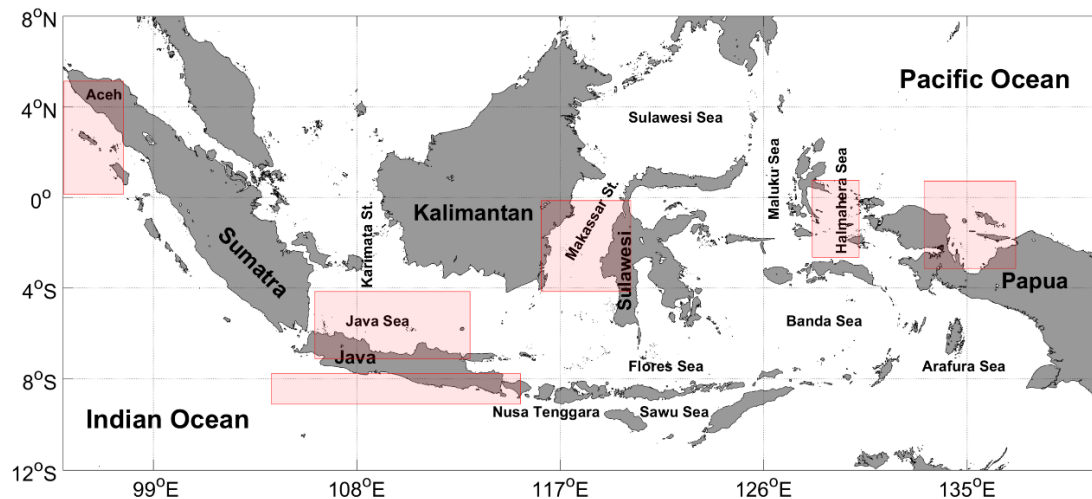 8°N
Pacific Ocean
Aceh
4°N
Sulawesi Sea
0°
Kalimantan
Makassar St.
Maluku Sea
Halmahera Sea
Sumatra
Karimata St.
Sulawesi
Papua
4°S
Java Sea
Banda Sea
Java
Flores Sea
Arafura Sea
8°S
Indian Ocean
Nusa Tenggara
Sawu Sea
12°S
99°E
108°E
117°E
126°E
135°E